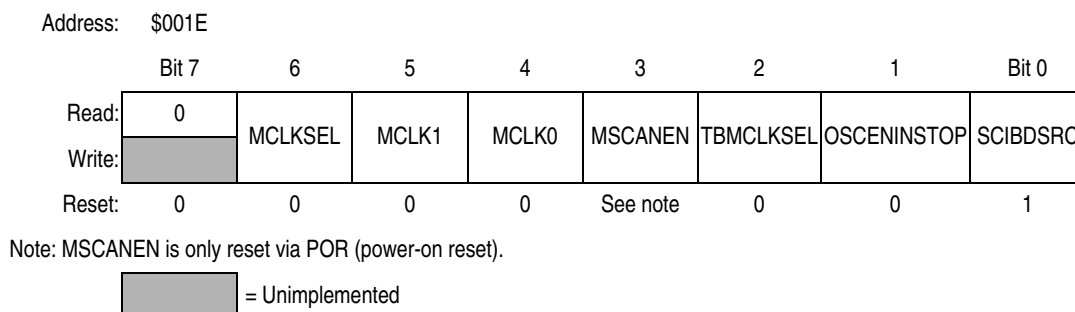 Address: $001E
Bit 7 6 5 4 3 2 1 Bit 0
Read: 0 MCLKSEL MCLK1 MCLK0 MSCANEN TBMCLKSEL OSCENINSTOP SCIBDSRC
Write:
Reset: 0 0 0 0 See note 0 0 1
Note: MSCANEN is only reset via POR (power-on reset).
= Unimplemented